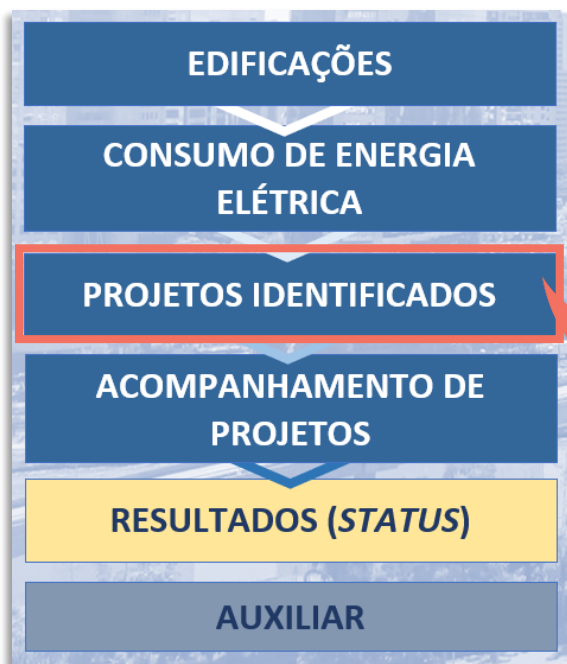 EDIFICAÇÕES
CONSUMO DE ENERGIA
ELÉTRICA
PROJETOS IDENTIFICADOS
ACOMPANHAMENTO DE
PROJETOS
RESULTADOS (STATUS)
AUXILIAR